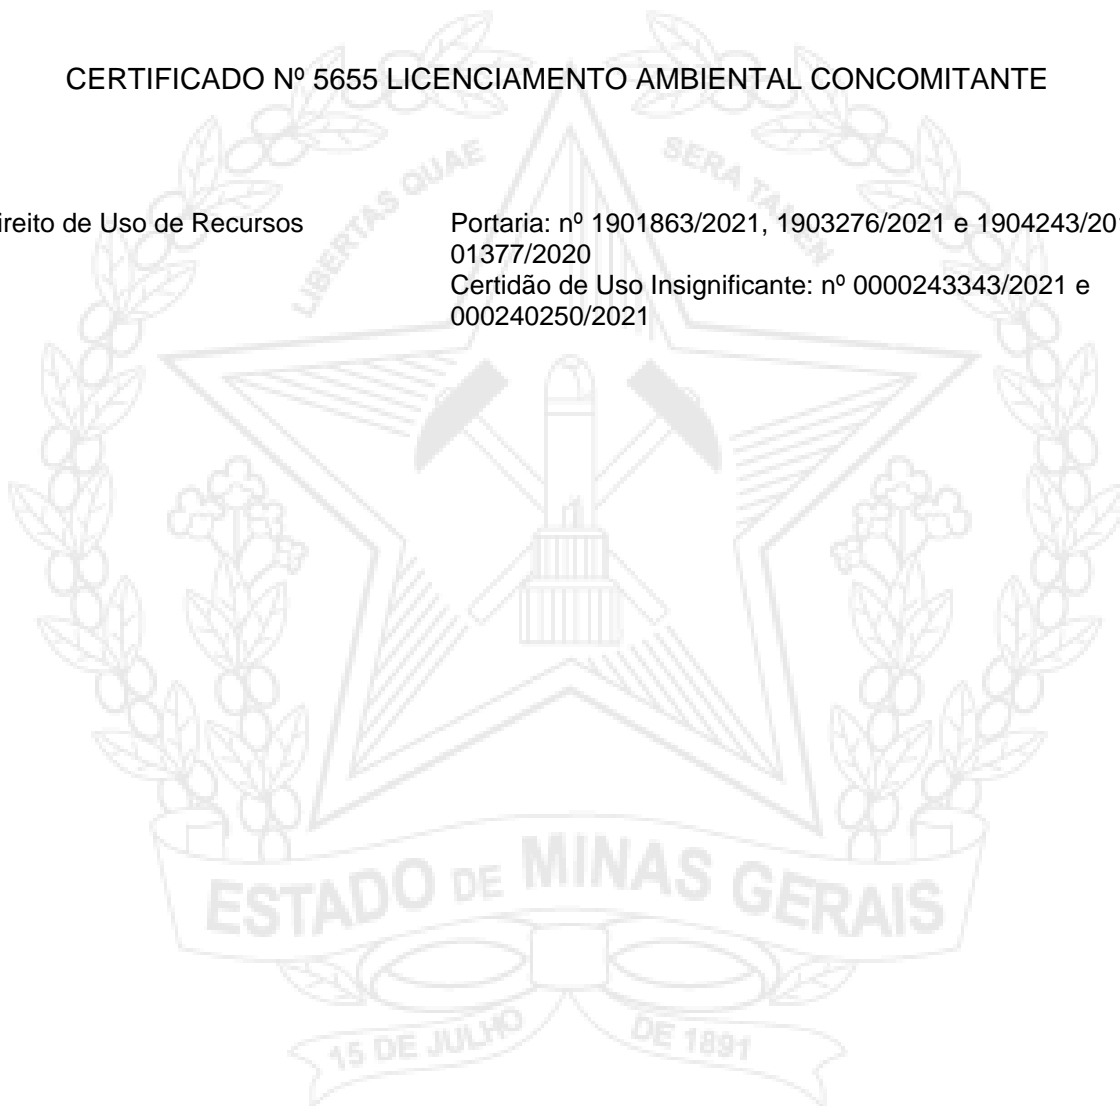 CERTIFICADO Nº 5655 LICENCIAMENTO AMBIENTAL CONCOMITANTE
LIBERTAS QUAE SERA TAMEN
ireito de Uso de Recursos
Portaria: nº 1901863/2021, 1903276/2021 e 1904243/20
01377/2020
Certidão de Uso Insignificante: nº 0000243343/2021 e
000240250/2021
ESTADO DE MINAS GERAIS
15 DE JULHO DE 1891